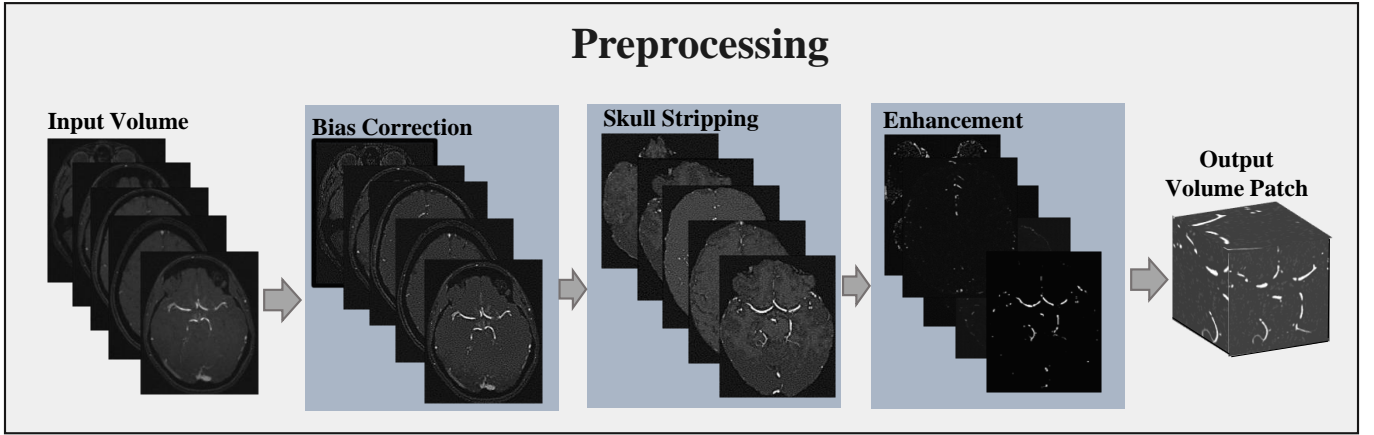 Preprocessing
Input Volume
Bias Correction
Skull Stripping
Enhancement
Output
Volume Patch